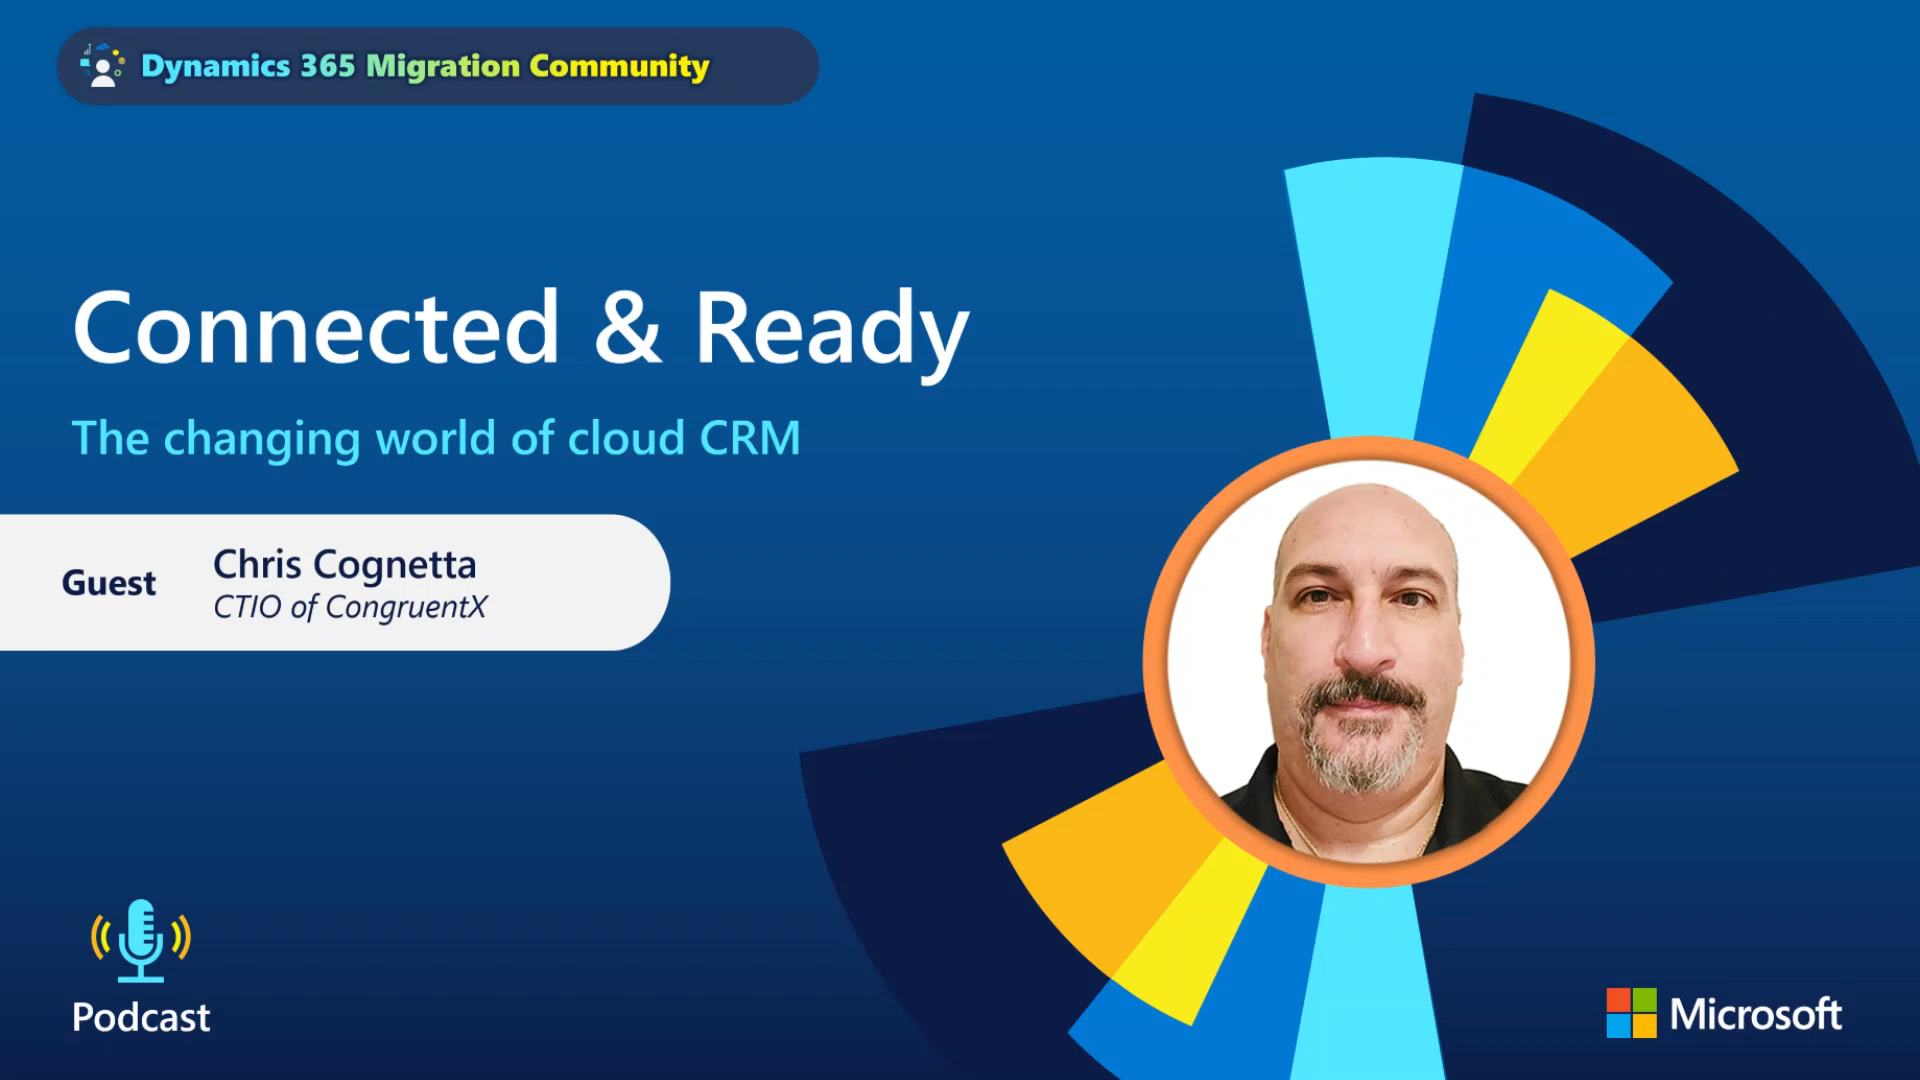 Dynamics 365 Migration Community
Connected & Ready
The changing world of cloud CRM
Guest
Chris Cognetta
CTIO of CongruentX
Podcast
Microsoft